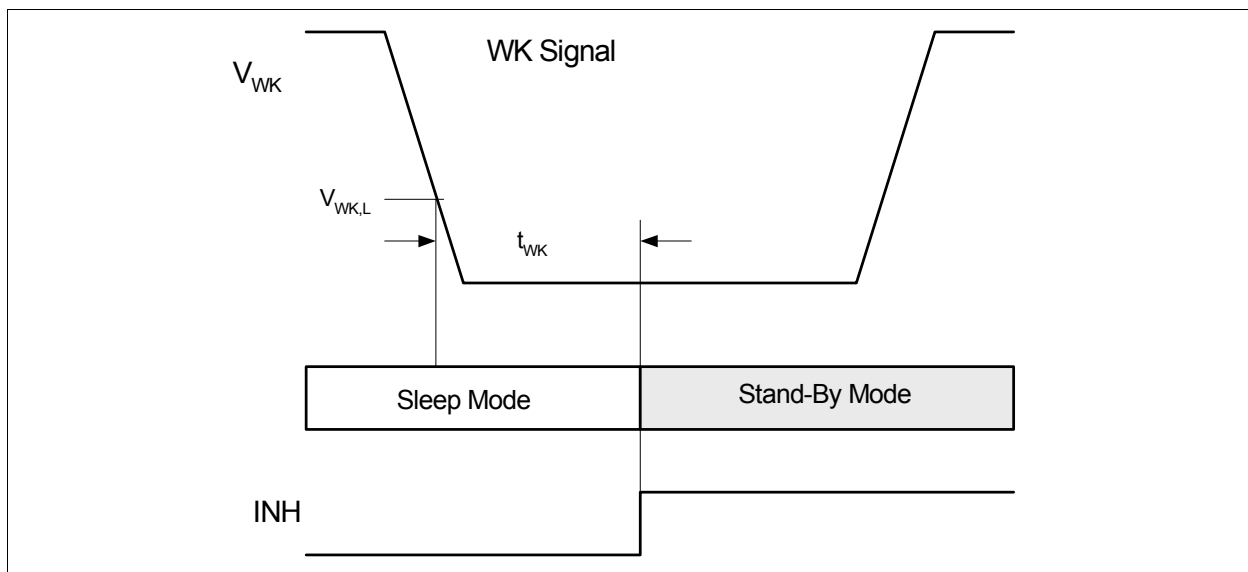 WK Signal
V_WK
V_WK,L
t_WK
Sleep Mode
Stand-By Mode
INH